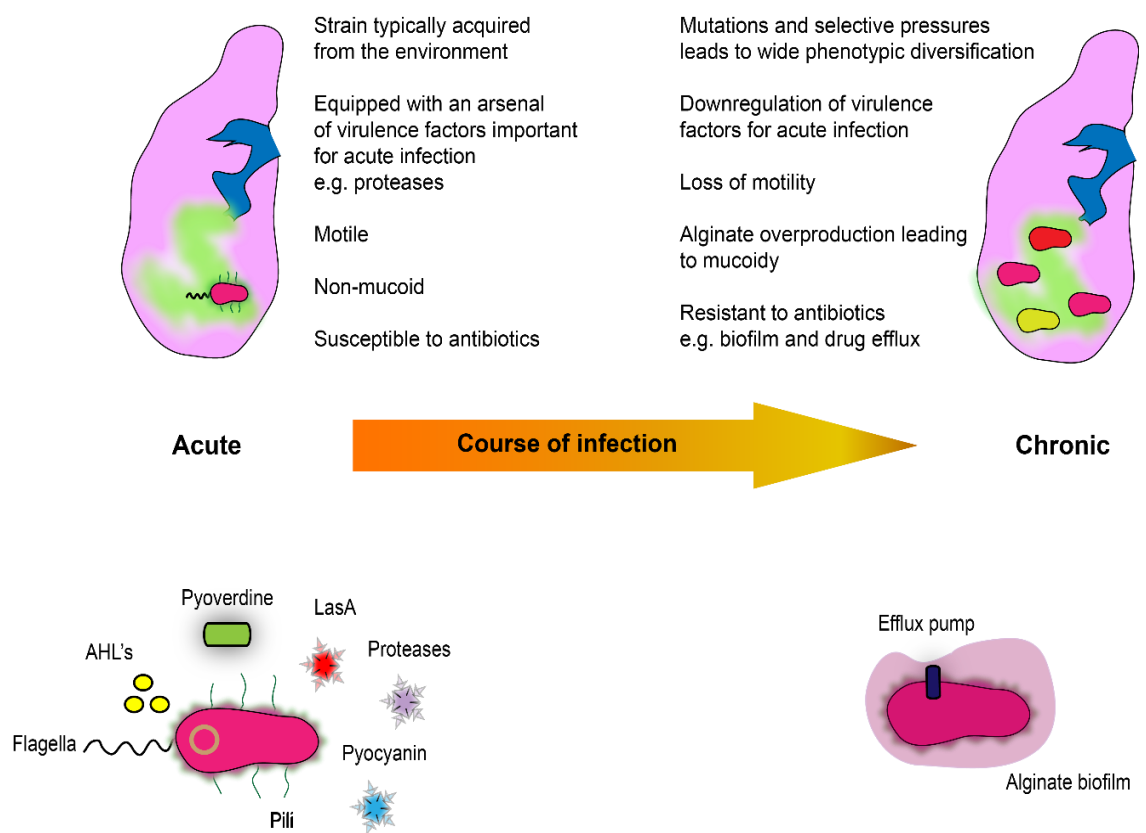 Strain typically acquired
from the environment
Equipped with an arsenal
of virulence factors important
for acute infection
e.g. proteases
Motile
Non-mucoid
Susceptible to antibiotics
Mutations and selective pressures
leads to wide phenotypic diversification
Downregulation of virulence
factors for acute infection
Loss of motility
Alginate overproduction leading
to mucoidy
Resistant to antibiotics
e.g. biofilm and drug efflux
Acute
Course of infection
Chronic
Pyoverdine
LasA
AHL's
Proteases
Flagella
Pyocyanin
Pili
Efflux pump
Alginate biofilm